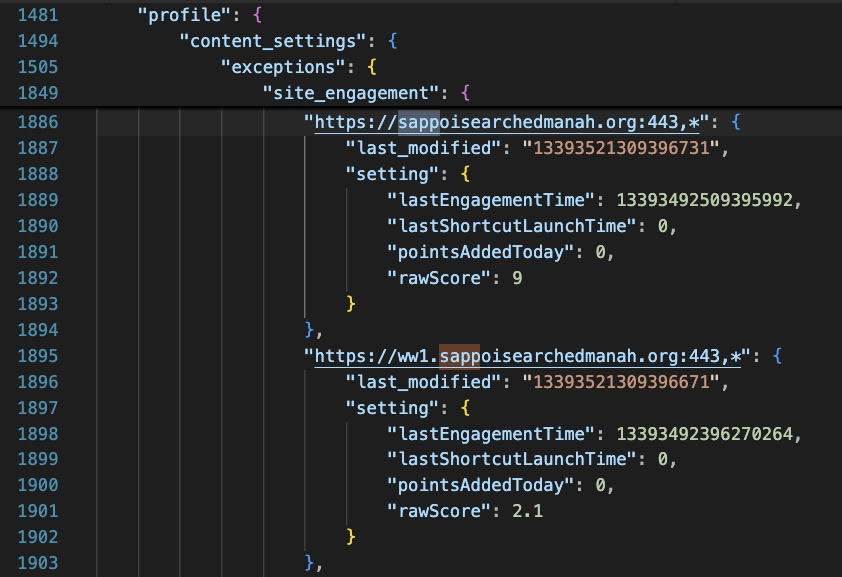 1481 "profile": {
1494 "content_settings": {
1505 "exceptions": {
1849 "site_engagement": {
1886 "https://sappoisearchedmanah.org:443,*": {
1887 "last_modified": "13393521309396731",
1888 "setting": {
1889 "lastEngagementTime": 13393492509395992,
1890 "lastShortcutLaunchTime": 0,
1891 "pointsAddedToday": 0,
1892 "rawScore": 9
1893 }
1894 },
1895 "https://ww1.sappoisearchedmanah.org:443,*": {
1896 "last_modified": "13393521309396671",
1897 "setting": {
1898 "lastEngagementTime": 13393492396270264,
1899 "lastShortcutLaunchTime": 0,
1900 "pointsAddedToday": 0,
1901 "rawScore": 2.1
1902 }
1903 },